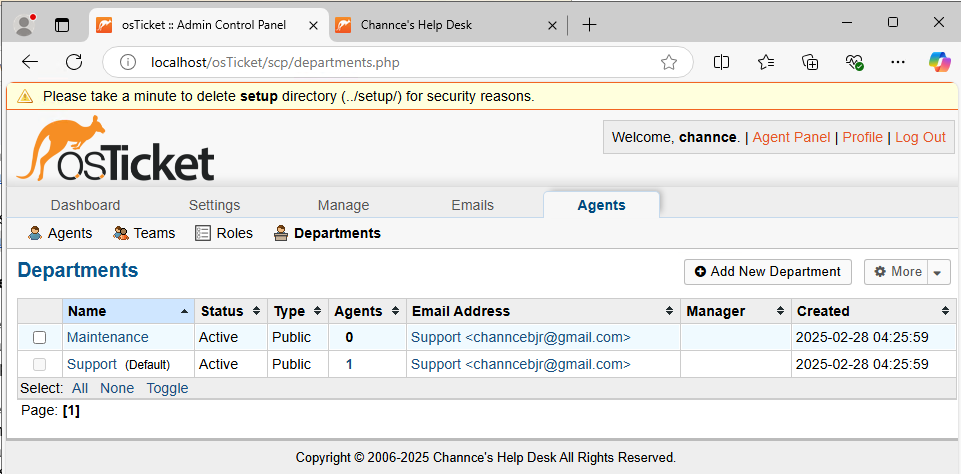 osTicket :: Admin Control Panel
Channce's Help Desk
localhost/osTicket/scp/departments.php
Please take a minute to delete setup directory (../setup/) for security reasons.
osTicket
Welcome, channce. | Agent Panel | Profile | Log Out
Dashboard Settings Manage Emails Agents
Agents Teams Roles Departments
Departments
Add New Department More
Name Status Type Agents Email Address Manager Created
Maintenance Active Public 0 Support <channcebjr@gmail.com> 2025-02-28 04:25:59
Support (Default) Active Public 1 Support <channcebjr@gmail.com> 2025-02-28 04:25:59
Select: All None Toggle
Page: [1]
Copyright © 2006-2025 Channce's Help Desk All Rights Reserved.